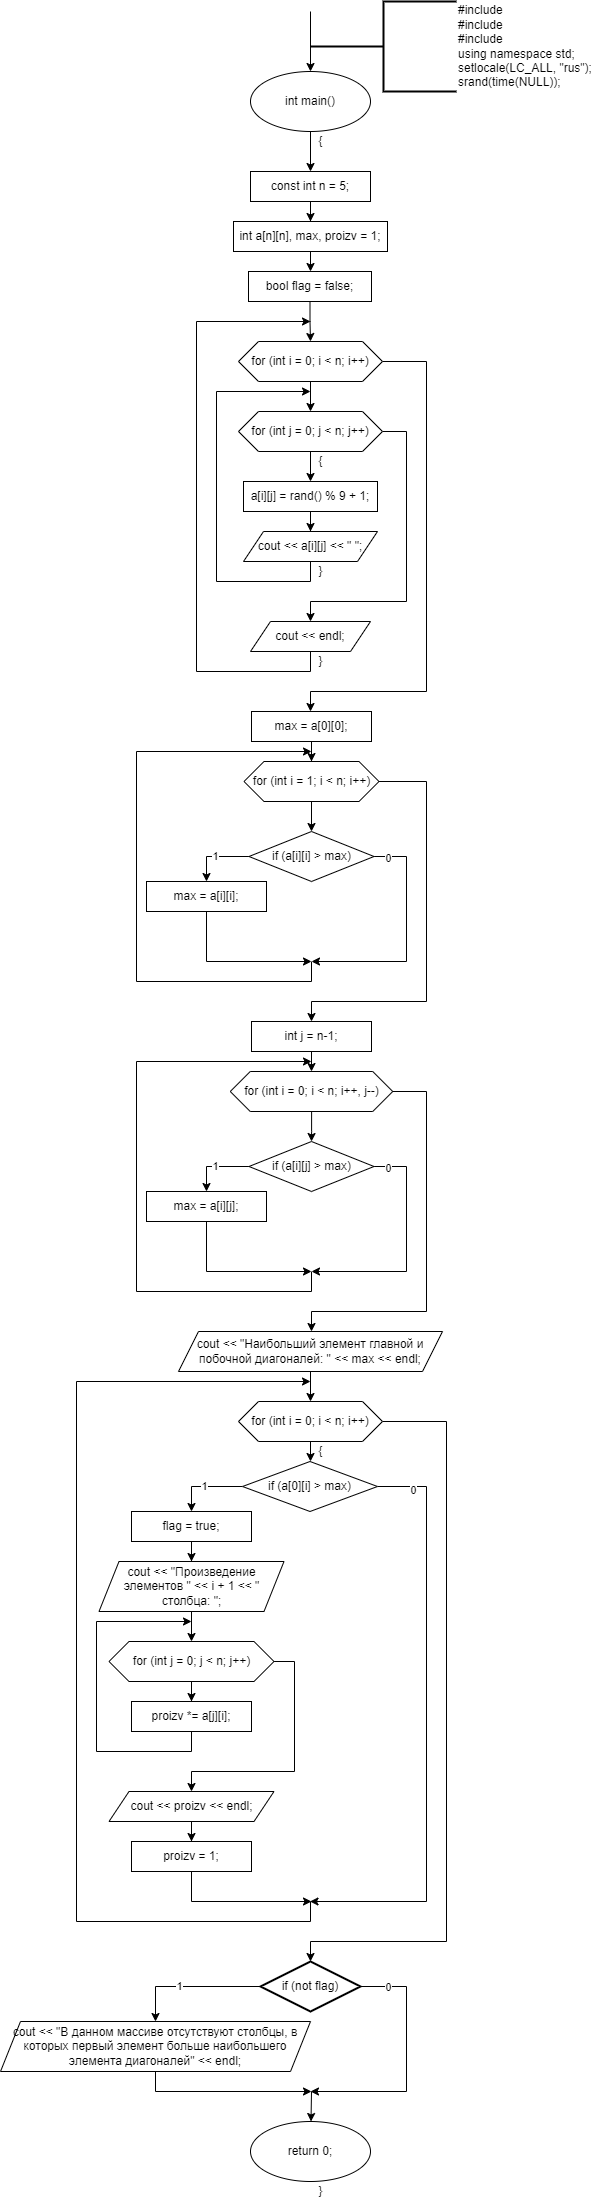 #include
#include
#include
using namespace std;
setlocale(LC_ALL, "rus");
srand(time(NULL));
int main()
{
const int n = 5;
int a[n][n], max, proizv = 1;
bool flag = false;
for (int i = 0; i < n; i++)
for (int j = 0; j < n; j++)
{
a[i][j] = rand() % 9 + 1;
cout << a[i][j] << " ";
}
cout << endl;
}
max = a[0][0];
for (int i = 1; i < n; i++)
if (a[i][i] > max)
1
0
max = a[i][i];
int j = n-1;
for (int i = 0; i < n; i++, j--)
if (a[i][j] > max)
1
0
max = a[i][j];
cout << "Наибольший элемент главной и
побочной диагоналей: " << max << endl;
for (int i = 0; i < n; i++)
{
if (a[0][i] > max)
1
0
flag = true;
cout << "Произведение
элементов " << i + 1 << "
столбца: ";
for (int j = 0; j < n; j++)
proizv *= a[j][i];
cout << proizv << endl;
proizv = 1;
if (not flag)
1
0
cout << "В данном массиве отсутствуют столбцы, в
которых первый элемент больше наибольшего
элемента диагоналей" << endl;
return 0;
}